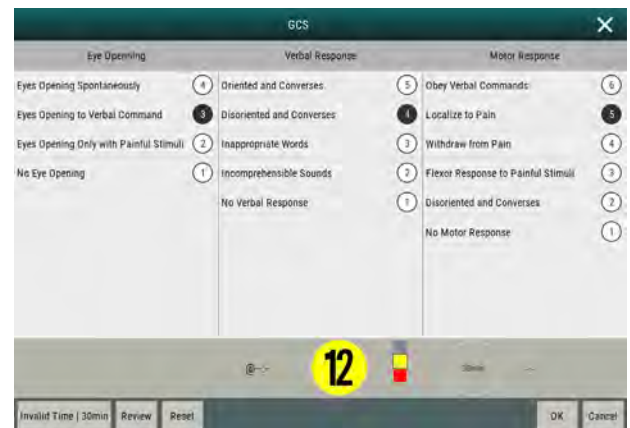 GCS
Eye Openning Verbal Response Motor Response
Eyes Opening Spontaneously 4 Oriented and Converses 5 Obey Verbal Commands 6
Eyes Opening to Verbal Command 3 Disoriented and Converses 4 Localize to Pain 5
Eyes Opening Only with Painful Stimuli 2 Inappropriate Words 3 Withdraw from Pain 4
No Eye Opening 1 Incomprehensible Sounds 2 Flexor Response to Painful Stimuli 3
No Verbal Response 1 Disoriented and Converses 2
No Motor Response 1
12 30min
Invalid Time | 30min Review Reset OK Cancel